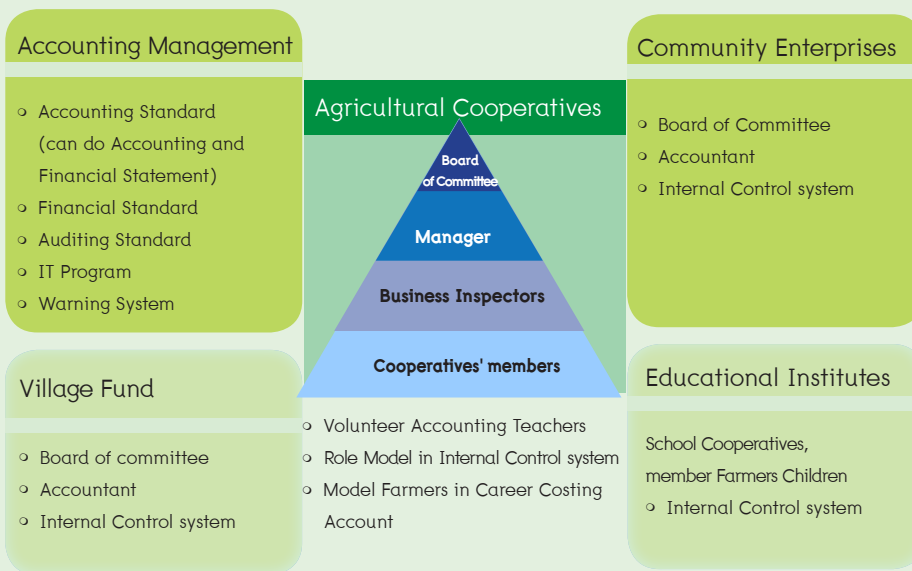 Accounting Management
Accounting Standard
(can do Accounting and
Financial Statement)
Financial Standard
Auditing Standard
IT Program
Warning System
Agricultural Cooperatives
Board
of Committee
Manager
Business Inspectors
Cooperatives' members
Volunteer Accounting Teachers
Role Model in Internal Control system
Model Farmers in Career Costing
Account
Community Enterprises
Board of Committee
Accountant
Internal Control system
Village Fund
Board of committee
Accountant
Internal Control system
Educational Institutes
School Cooperatives,
member Farmers Children
Internal Control system